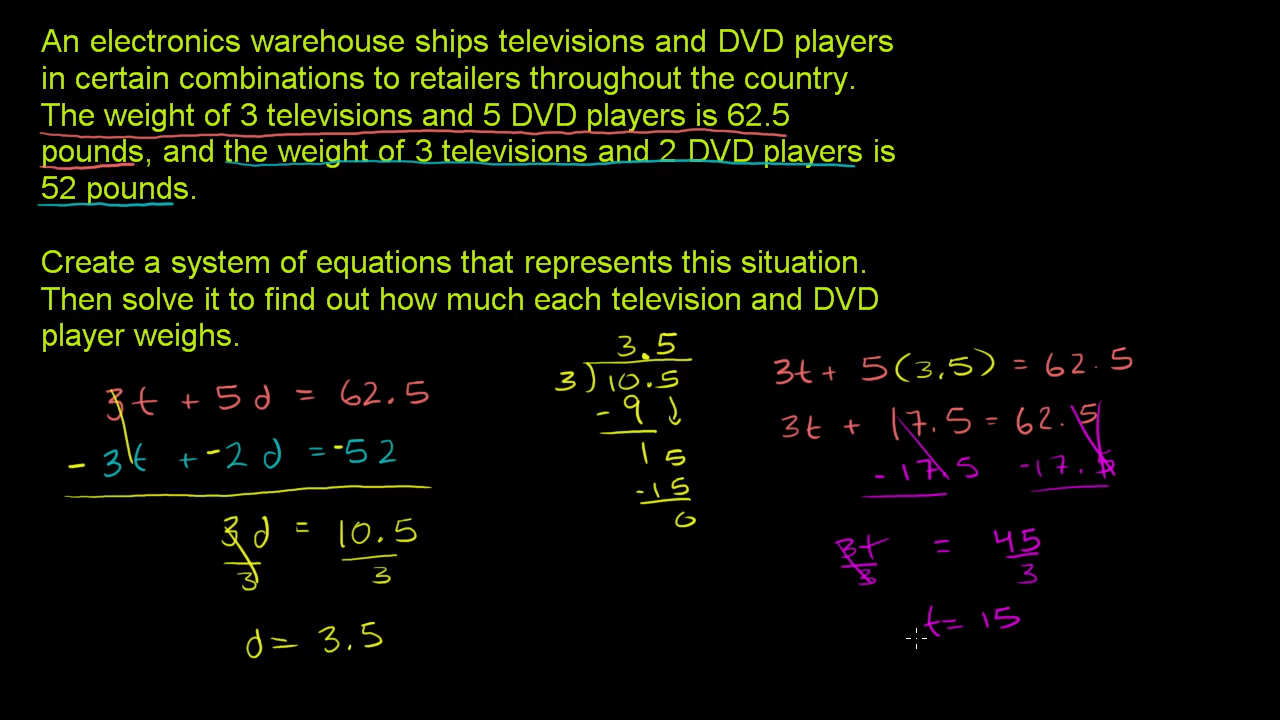 An electronics warehouse ships televisions and DVD players
in certain combinations to retailers throughout the country.
The weight of 3 televisions and 5 DVD players is 62.5
pounds, and the weight of 3 televisions and 2 DVD players is
52 pounds.
Create a system of equations that represents this situation.
Then solve it to find out how much each television and DVD
player weighs.
3t + 5d = 62.5
-3t + -2d = -52
3d = 10.5
3 3
d = 3.5
3.5
3)10.5
-9↓
15
-15
0
3t + 5(3.5) = 62.5
3t + 17.5 = 62.5
-17.5 -17.5
3t = 45
3 3
t = 15